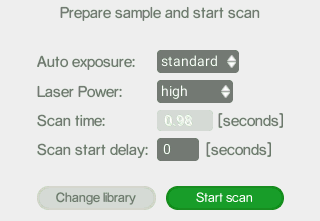 Prepare sample and start scan
Auto exposure: standard
Laser Power: high
Scan time: 0.98 [seconds]
Scan start delay: 0 [seconds]
Change library Start scan